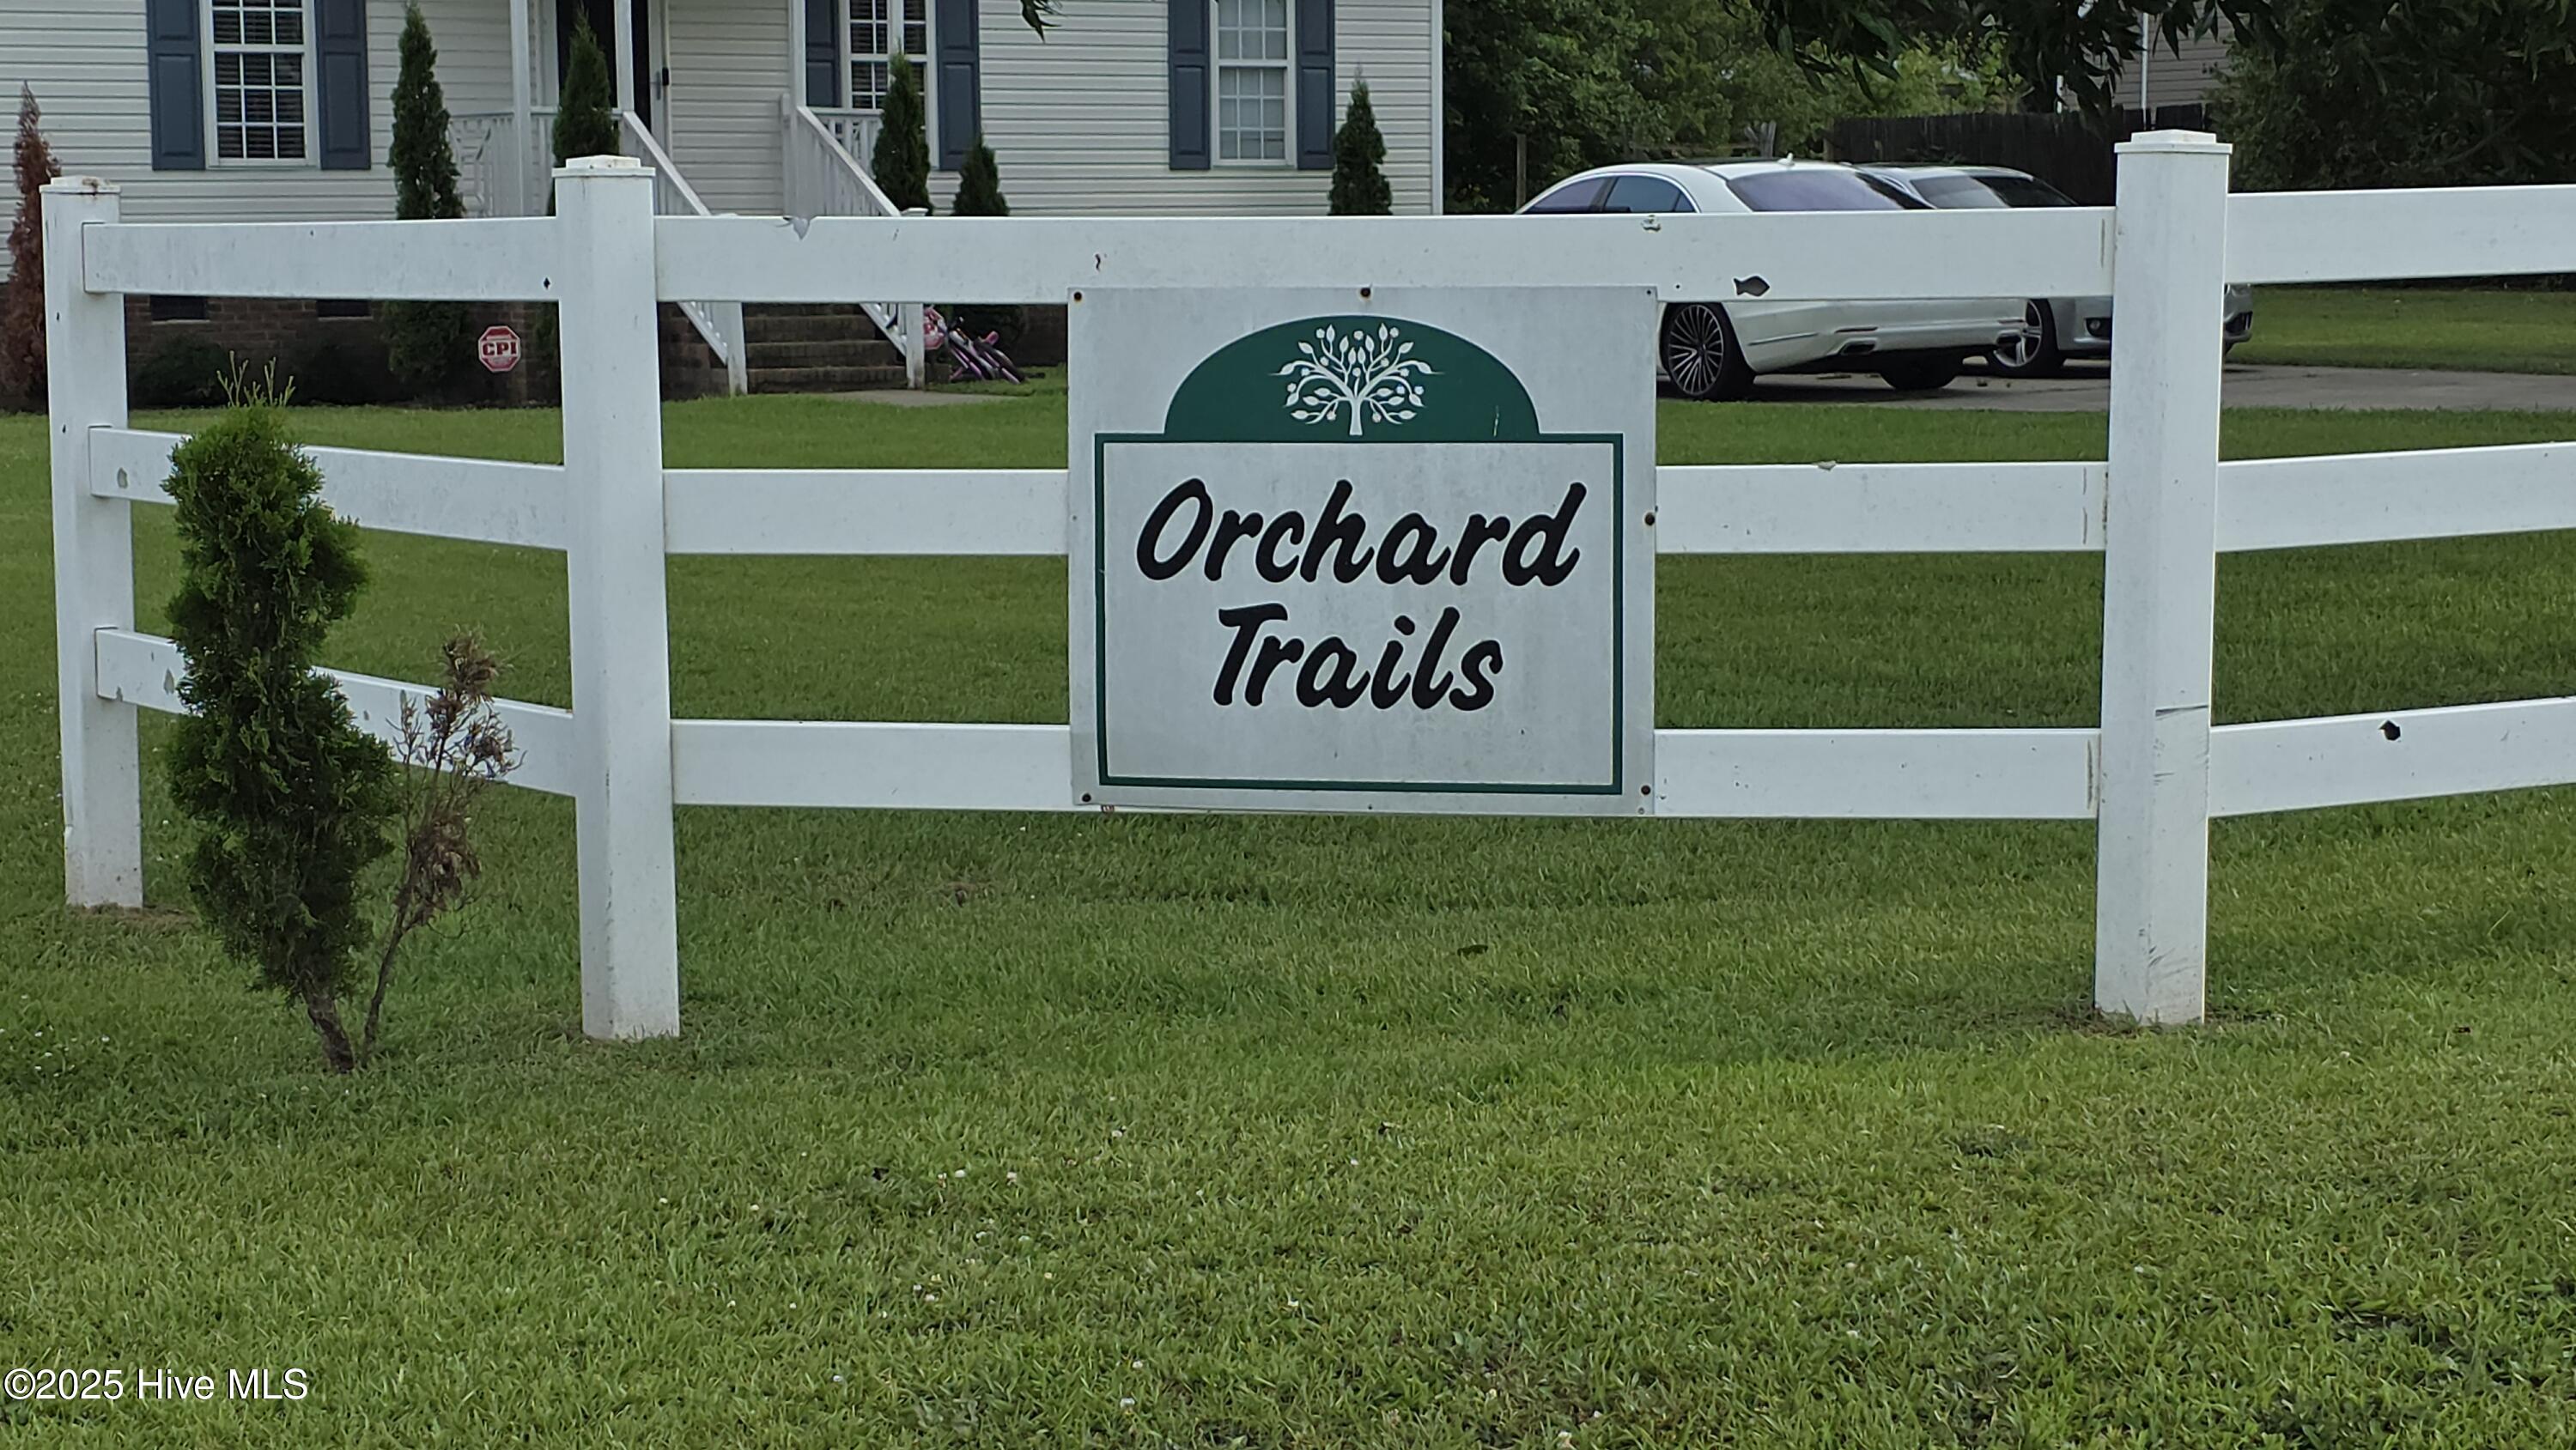 CPI
Orchard
Trails
©2025 Hive MLS